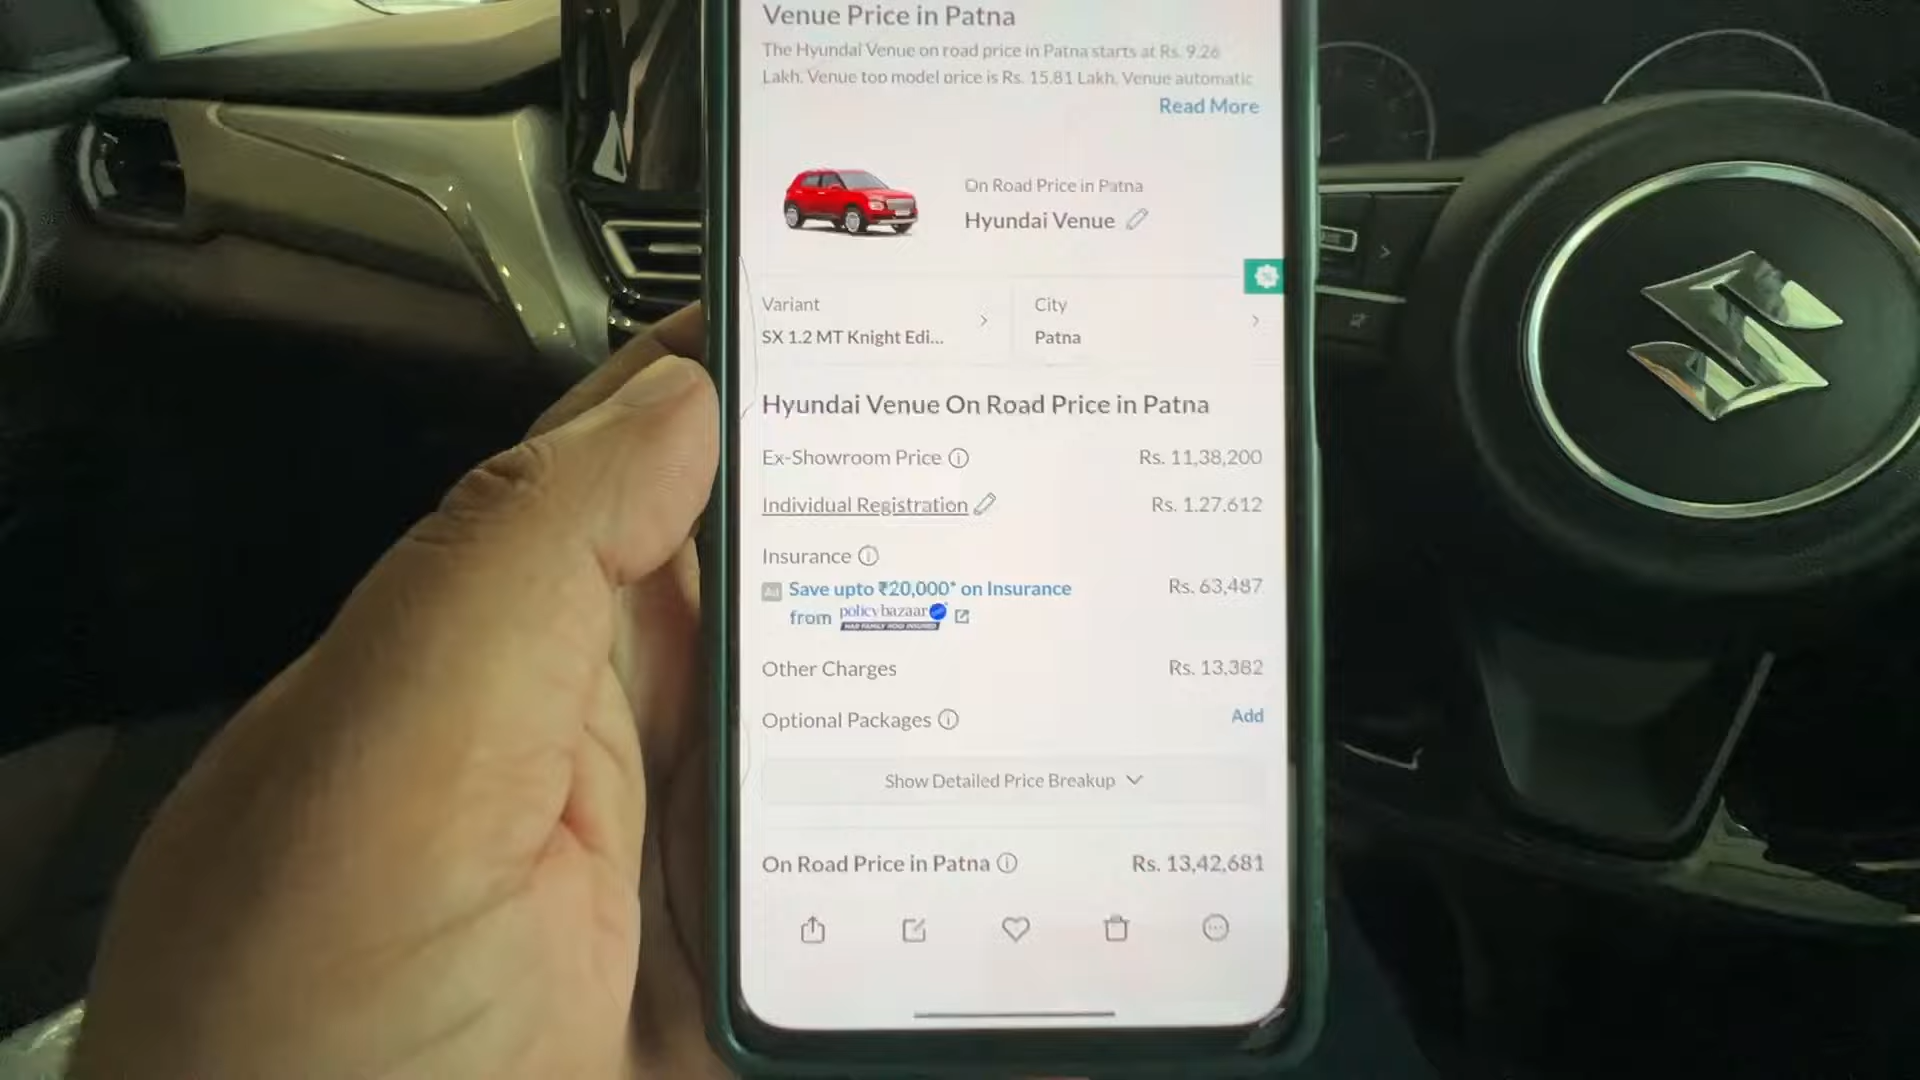 Venue Price in Patna
The Hyundai Venue on road price in Patna starts at Rs. 9.26
Lakh. Venue top model price is Rs. 15.81 Lakh. Venue automatic
Read More
On Road Price in Patna
Hyundai Venue
Variant
SX 1.2 MT Knight Edi...
City
Patna
Hyundai Venue On Road Price in Patna
Ex-Showroom Price Rs. 11,38,200
Individual Registration Rs. 1.27.612
Insurance
Ad Save upto ₹20,000* on Insurance
from policybazaar
HAR FAMILY HOGI INSURED
Rs. 63,487
Other Charges Rs. 13,382
Optional Packages Add
Show Detailed Price Breakup
On Road Price in Patna Rs. 13,42,681